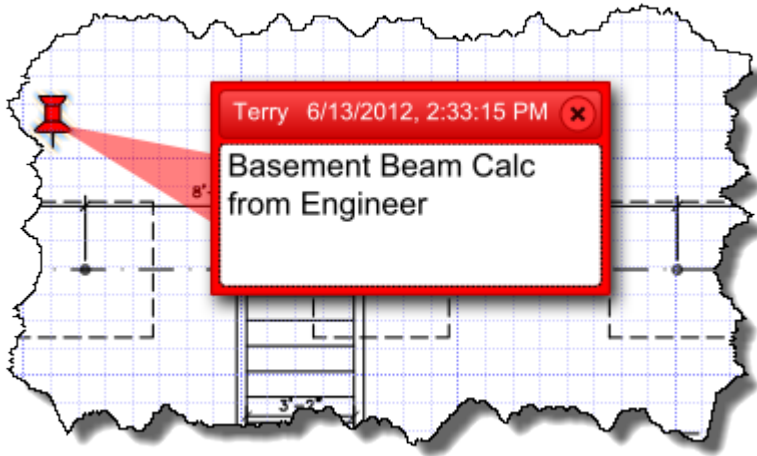 Terry 6/13/2012, 2:33:15 PM
Basement Beam Calc
from Engineer
8'-
3'-2"